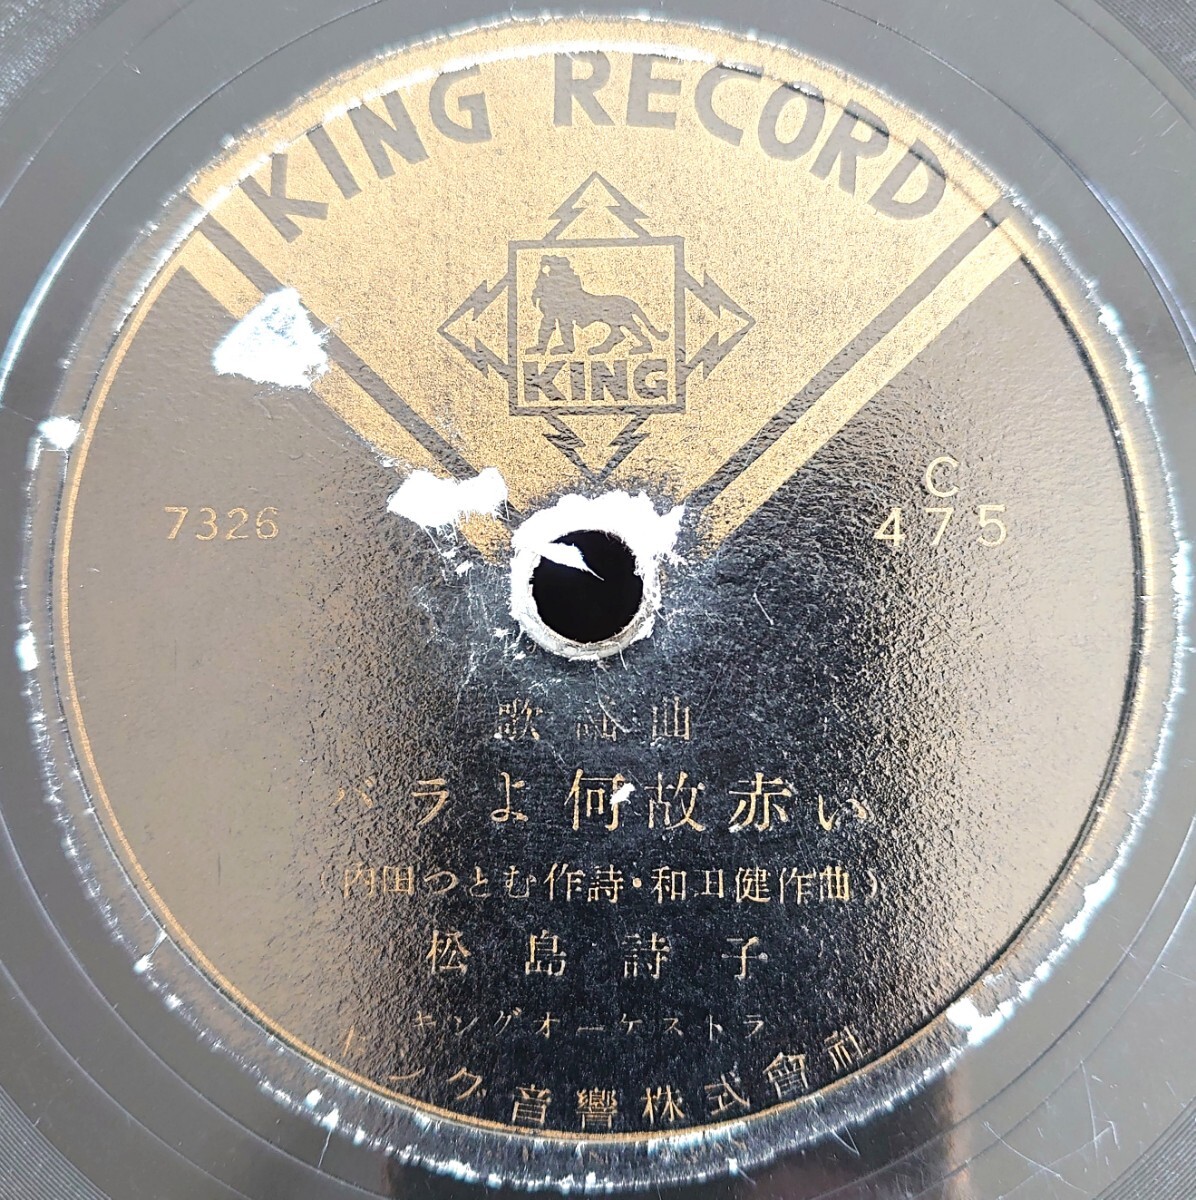 KING RECORD
KING
7326
C
475
歌謡曲
バラよ何故赤い
(内田つとむ作詩・和田健作曲)
松島詩子
キングオーケストラ
キング音響株式會社